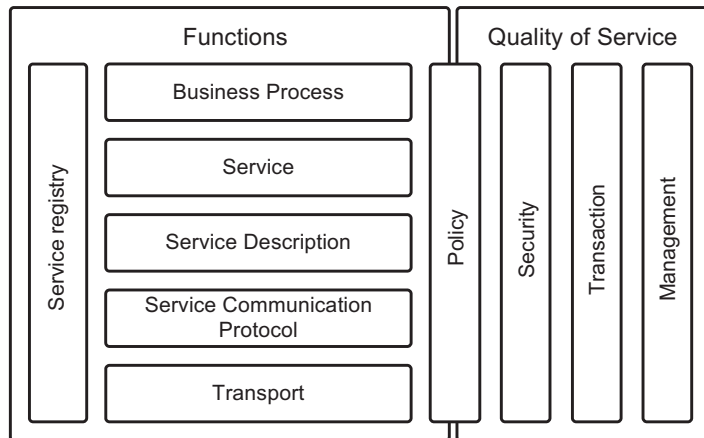 Functions
Quality of Service
Service registry
Business Process
Service
Service Description
Service Communication
Protocol
Transport
Policy
Security
Transaction
Management